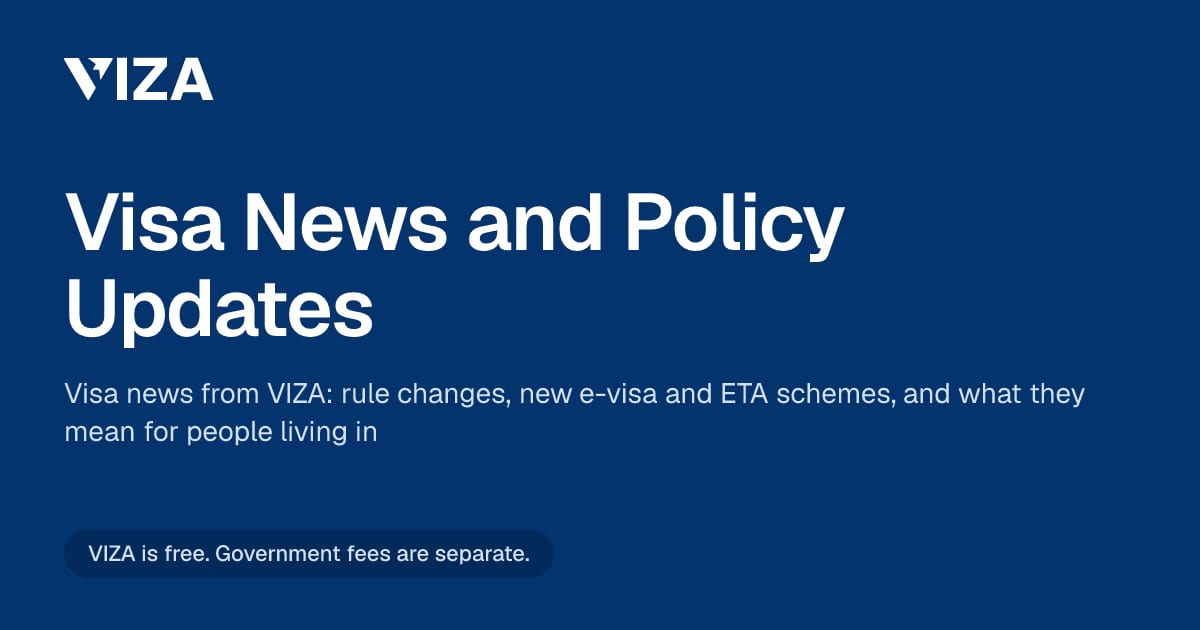 VIZA
Visa News and Policy
Updates
Visa news from VIZA: rule changes, new e-visa and ETA schemes, and what they
mean for people living in
VIZA is free. Government fees are separate.